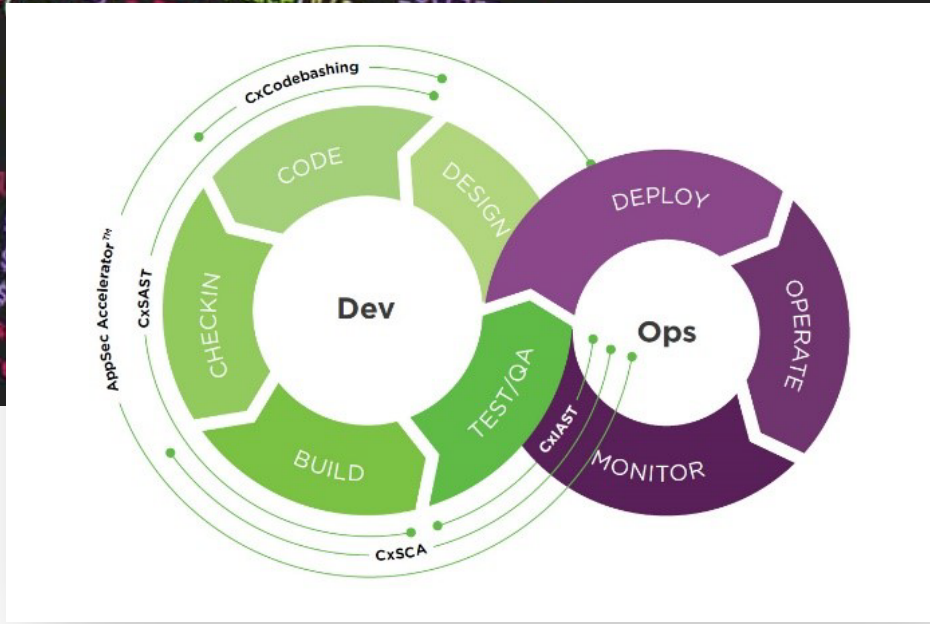 CxCodebashing
CODE
DESIGN
DEPLOY
AppSec Accelerator™
CxSAST
CHECKIN
Dev
Ops
OPERATE
TEST/QA
CxIAST
BUILD
MONITOR
CxSCA